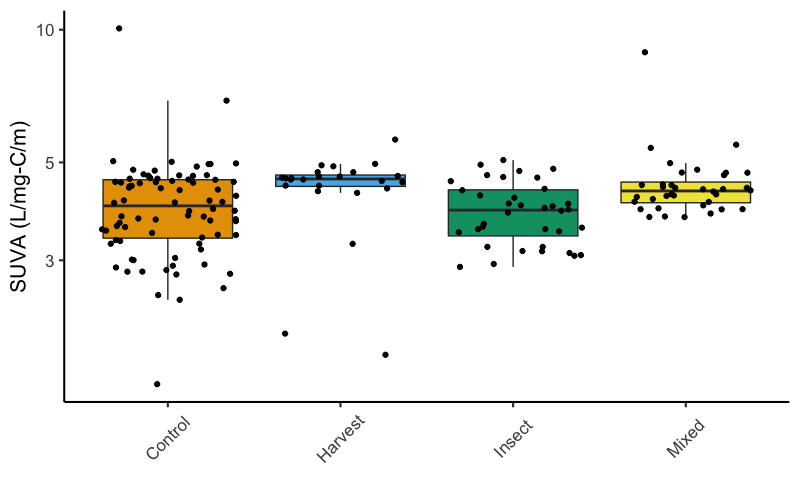 SUVA (L/mg-C/m)
10
5
3
Control
Harvest
Insect
Mixed